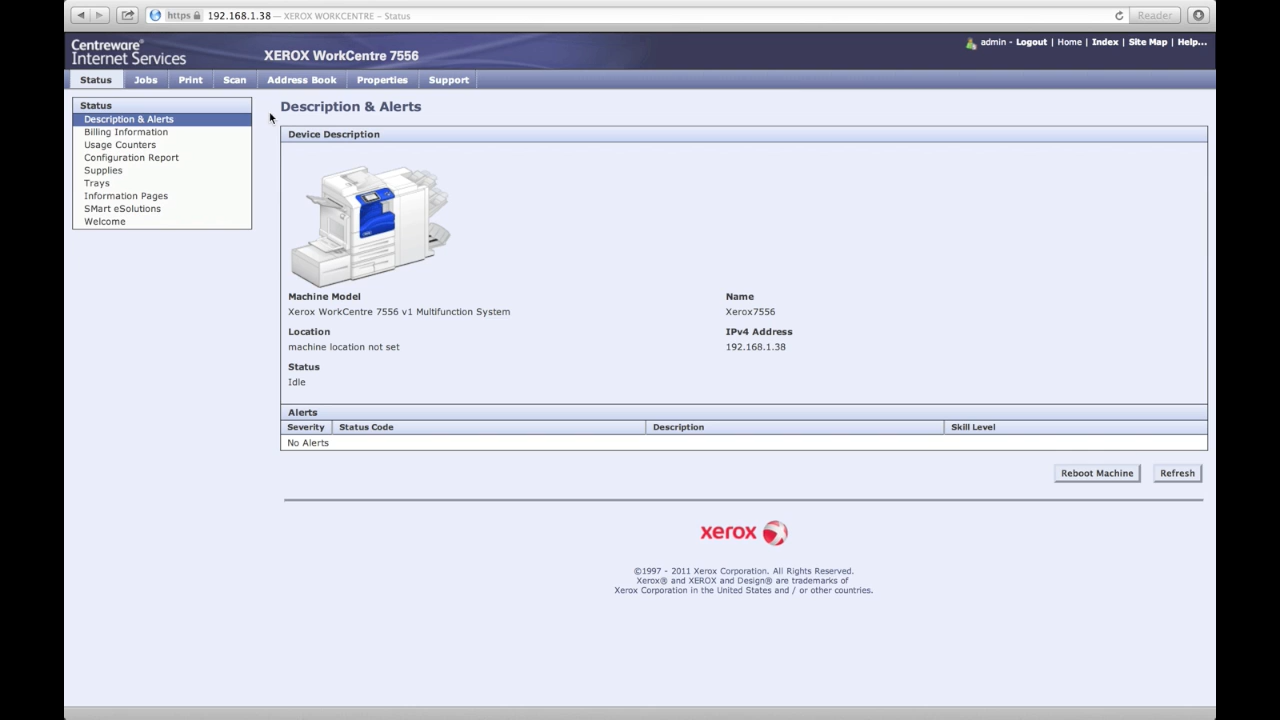 https 192.168.1.38 — XEROX WORKCENTRE – Status
Reader
Centreware®
Internet Services
XEROX WorkCentre 7556
admin - Logout | Home | Index | Site Map | Help...
Status Jobs Print Scan Address Book Properties Support
Status
Description & Alerts
Billing Information
Usage Counters
Configuration Report
Supplies
Trays
Information Pages
SMart eSolutions
Welcome
Description & Alerts
Device Description
Machine Model Name
Xerox WorkCentre 7556 v1 Multifunction System Xerox7556
Location IPv4 Address
machine location not set 192.168.1.38
Status
Idle
Alerts
Severity Status Code Description Skill Level
No Alerts
Reboot Machine Refresh
xerox
©1997 - 2011 Xerox Corporation. All Rights Reserved.
Xerox® and XEROX and Design® are trademarks of
Xerox Corporation in the United States and / or other countries.